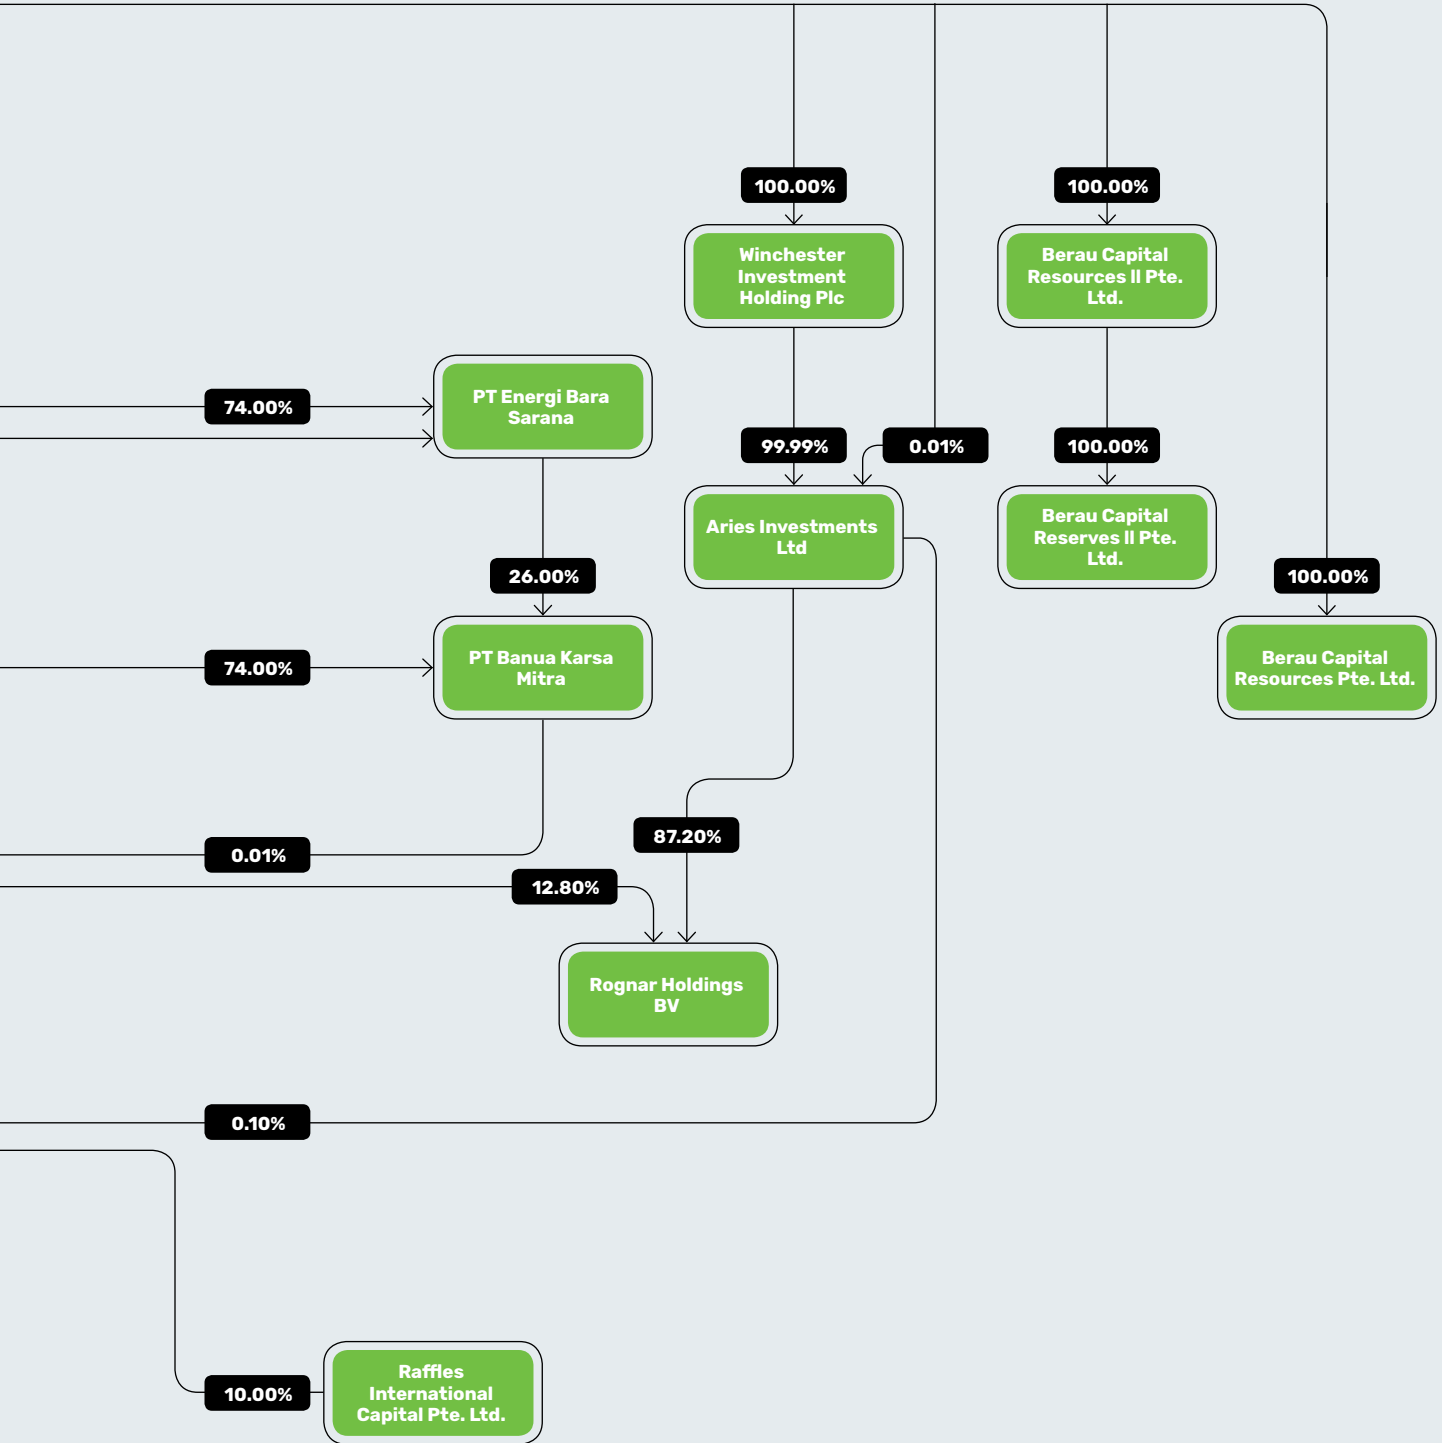 100.00%
100.00%
Winchester
Investment
Holding Plc
Berau Capital
Resources II Pte.
Ltd.
74.00%
PT Energi Bara
Sarana
99.99%
0.01%
100.00%
Aries Investments
Ltd
Berau Capital
Reserves II Pte.
Ltd.
26.00%
100.00%
74.00%
PT Banua Karsa
Mitra
Berau Capital
Resources Pte. Ltd.
87.20%
0.01%
12.80%
Rognar Holdings
BV
0.10%
10.00%
Raffles
International
Capital Pte. Ltd.